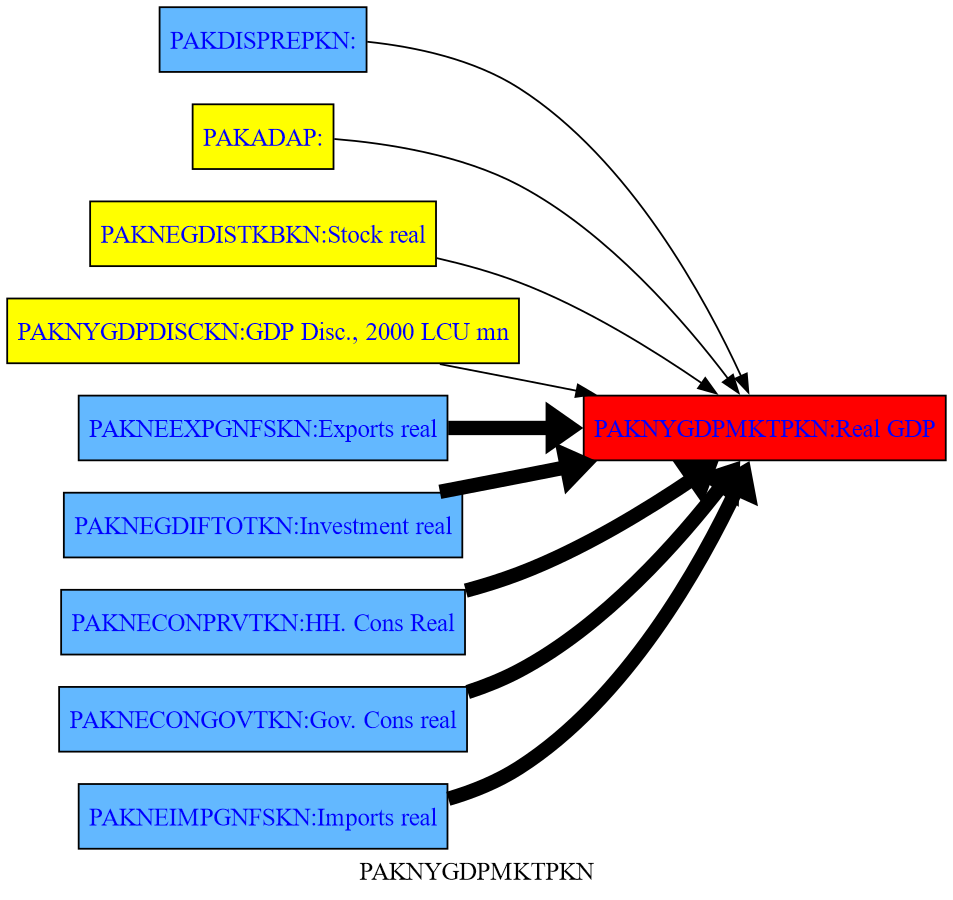 PAKDISPREPKN:
PAKADAP:
PAKNEGDISTKBKN:Stock real
PAKNYGDPDISCKN:GDP Disc., 2000 LCU mn
PAKNEEXPGNFSKN:Exports real
PAKNYGDPMKTPKN:Real GDP
PAKNEGDIFTOTKN:Investment real
PAKNECONPRVTKN:HH. Cons Real
PAKNECONGOVTKN:Gov. Cons real
PAKNEIMPGNFSKN:Imports real
PAKNYGDPMKTPKN